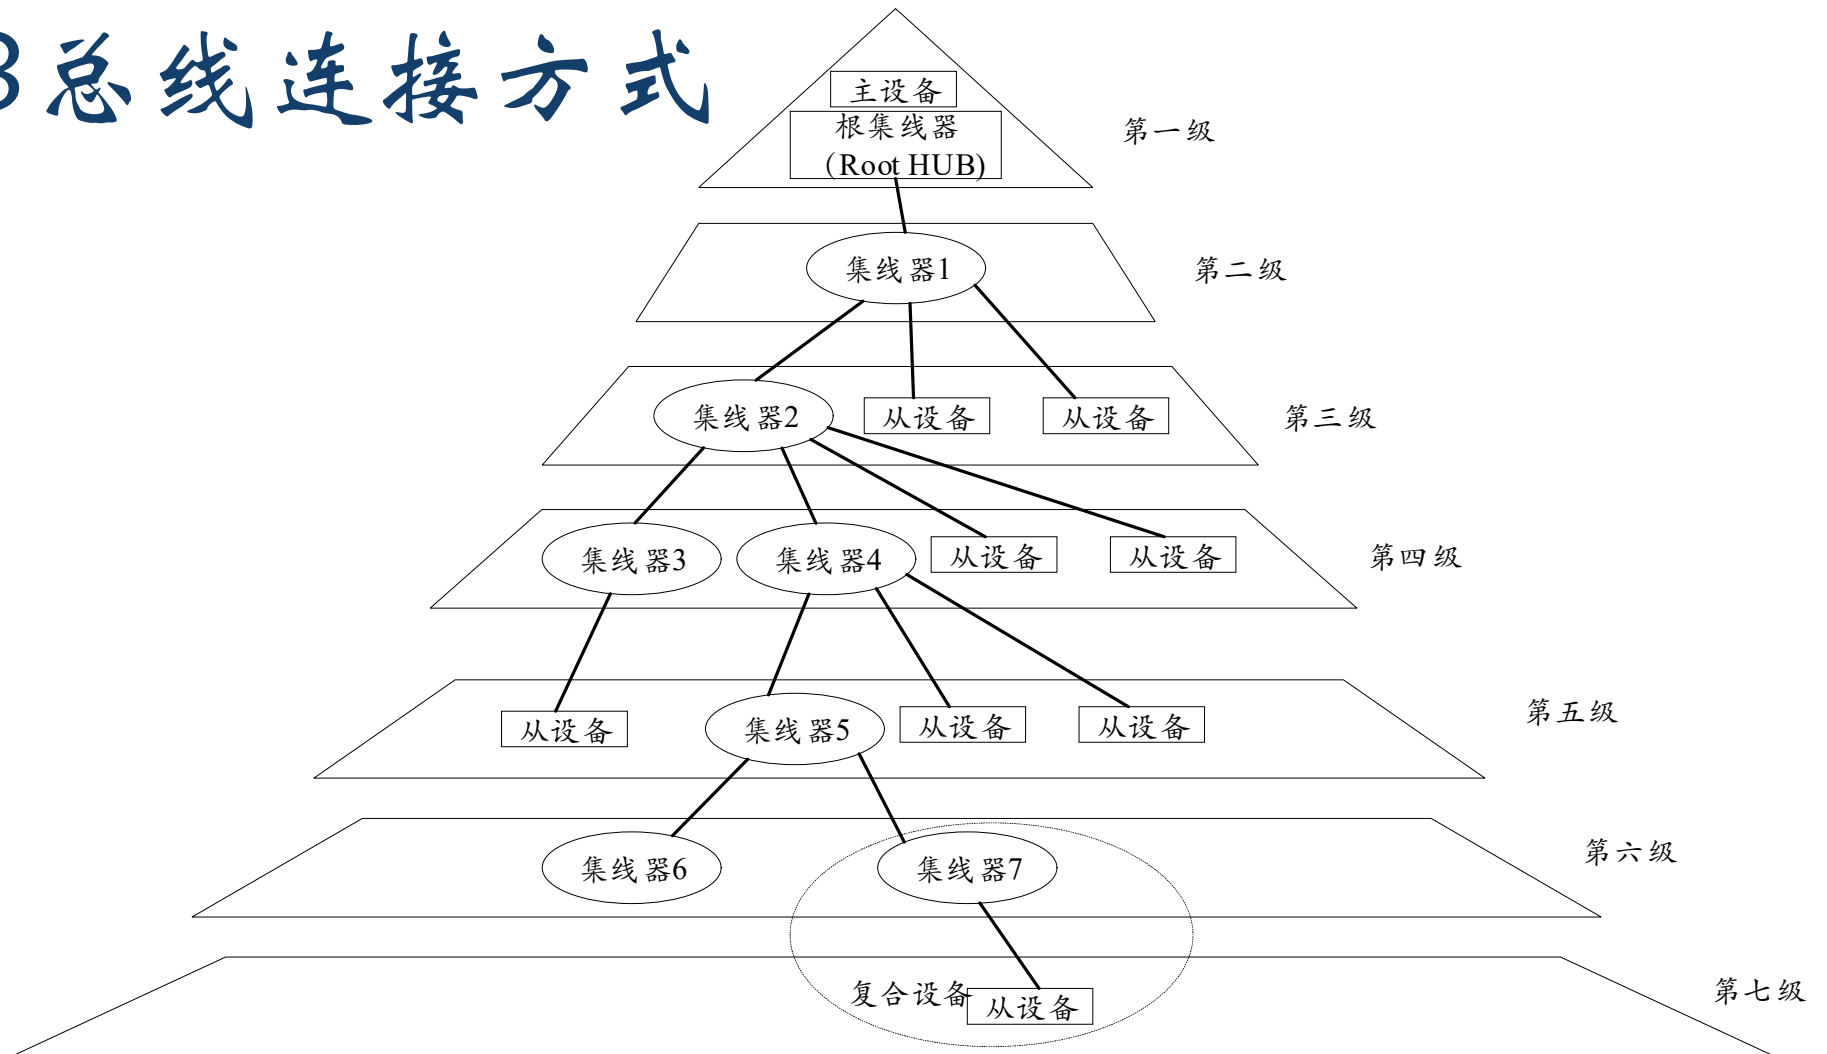 B总线连接方式
主设备
根集线器
（Root HUB)
第一级
集线器1
第二级
集线器2
从设备
从设备
第三级
集线器3
集线器4
从设备
从设备
第四级
从设备
集线器5
从设备
从设备
第五级
集线器6
集线器7
第六级
复合设备
从设备
第七级